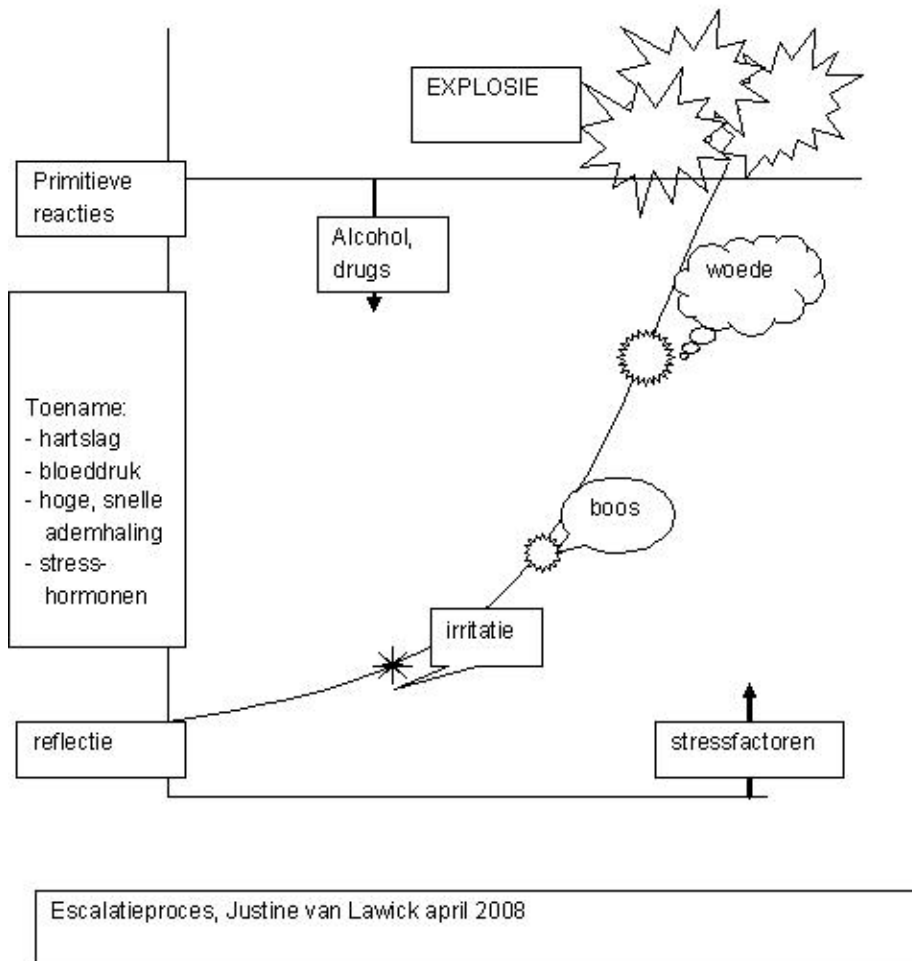 EXPLOSIE
Primitieve
reacties
Alcohol,
drugs
woede
Toename:
- hartslag
- bloeddruk
- hoge, snelle
ademhaling
- stress-
hormonen
boos
irritatie
reflectie
stressfactoren
Escalatieproces, Justine van Lawick april 2008